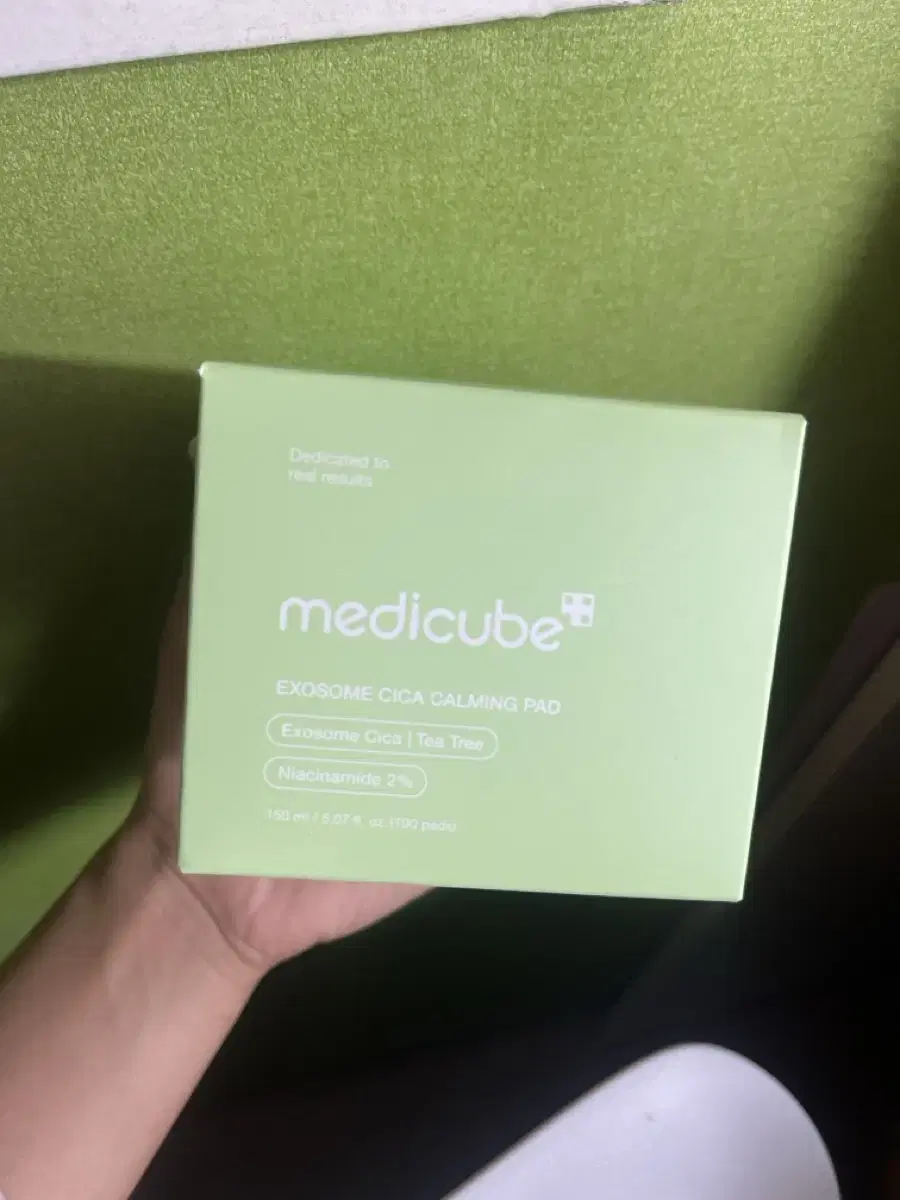 Dedicated to
real results
medicube
EXOSOME CICA CALMING PAD
Exosome Cica | Tea Tree
Niacinamide 2%
150 ml / 5.07 fl. oz. (100 pads)